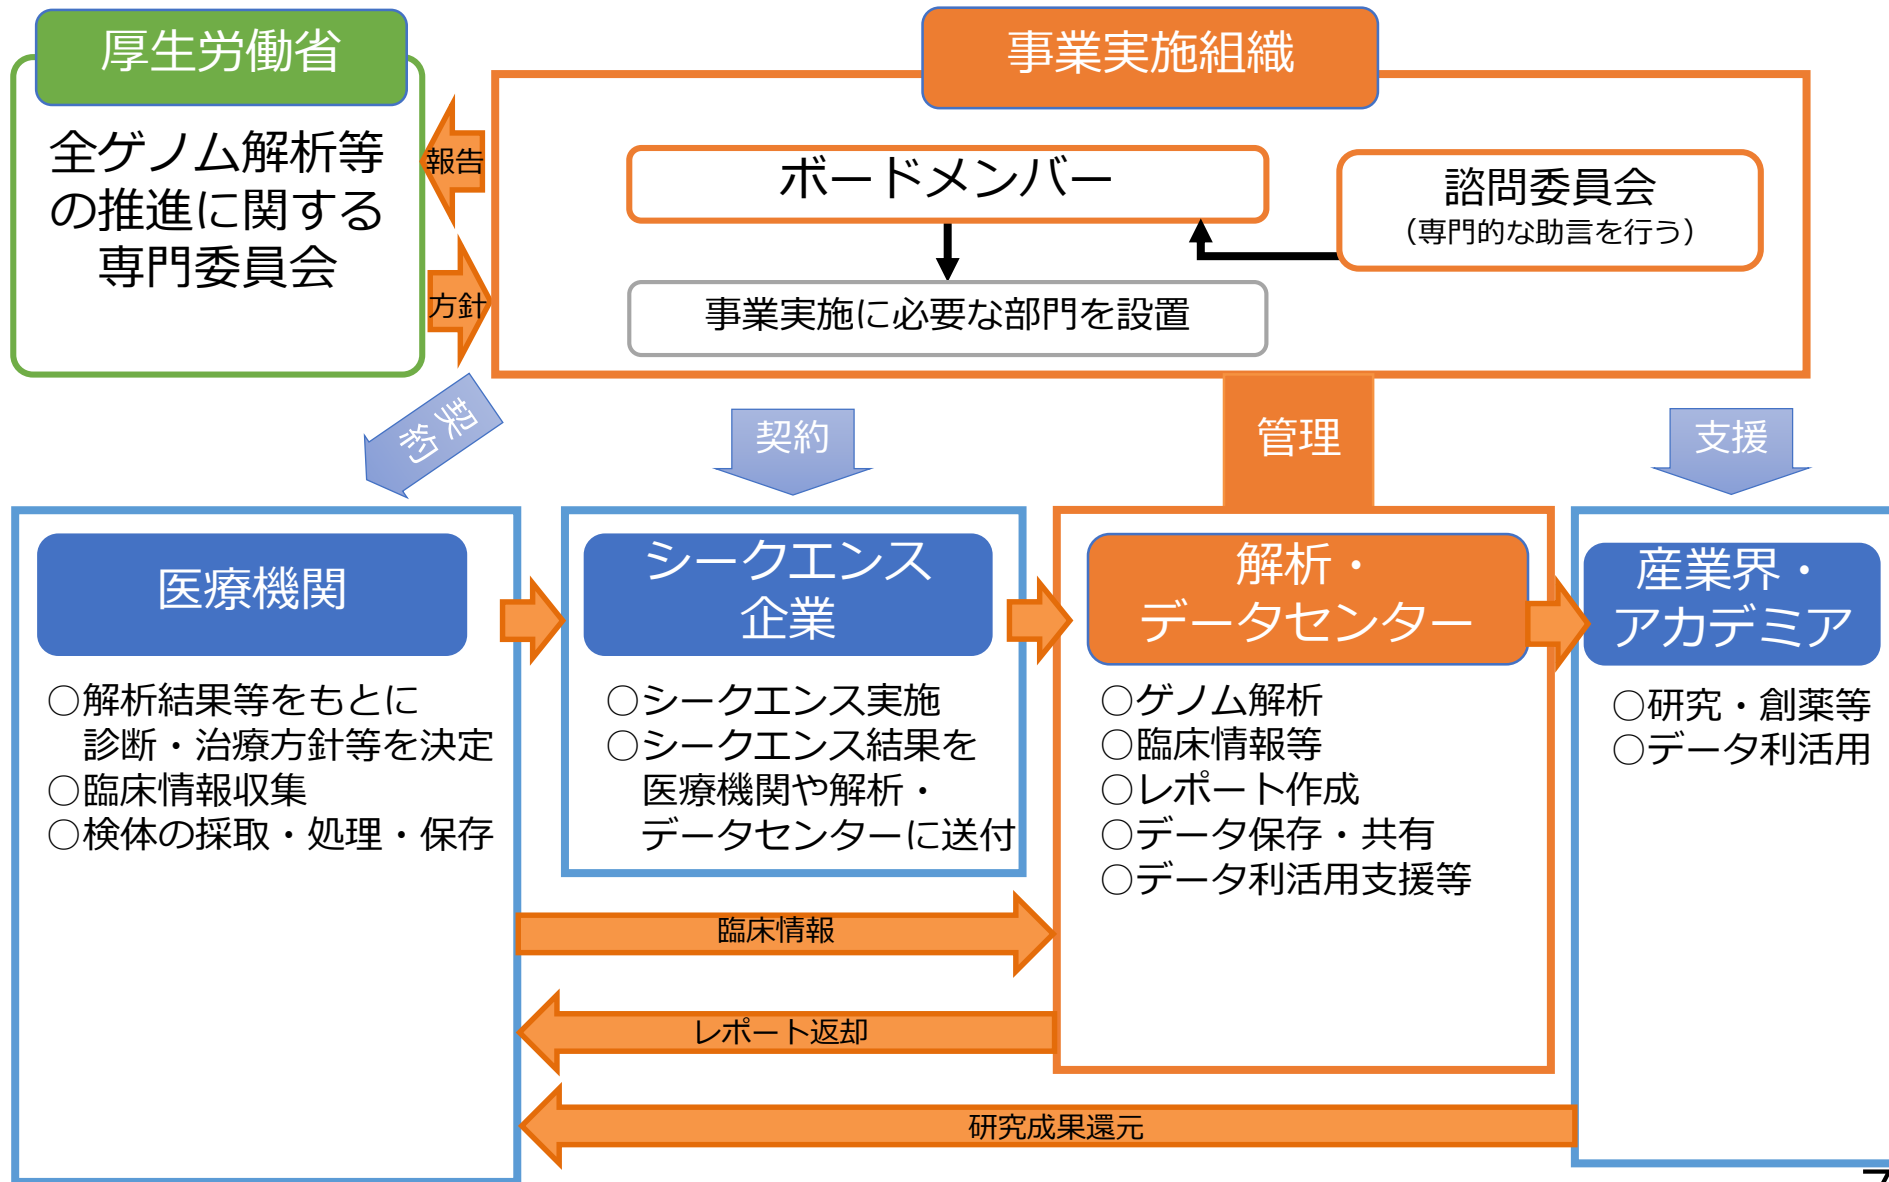 厚生労働省
全ゲノム解析等
の推進に関する
専門委員会
報告
方針
事業実施組織
ボードメンバー
諮問委員会
（専門的な助言を行う）
事業実施に必要な部門を設置
契約
契約
管理
支援
医療機関
○解析結果等をもとに
診断・治療方針等を決定
○臨床情報収集
○検体の採取・処理・保存
シークエンス
企業
○シークエンス実施
○シークエンス結果を
医療機関や解析・
データセンターに送付
解析・
データセンター
○ゲノム解析
○臨床情報等
○レポート作成
○データ保存・共有
○データ利活用支援等
産業界・
アカデミア
○研究・創薬等
○データ利活用
臨床情報
レポート返却
研究成果還元